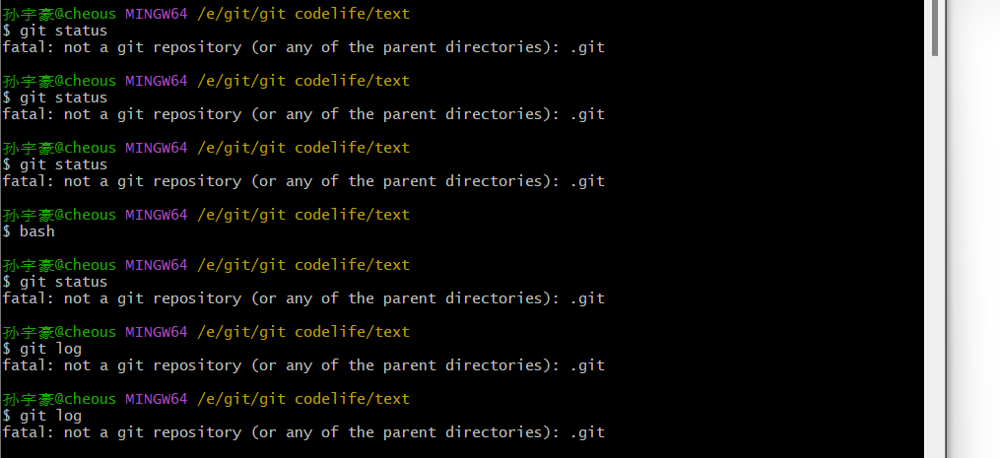 孙宇豪@cheous MINGW64 /e/git/git codelife/text
$ git status
fatal: not a git repository (or any of the parent directories): .git
孙宇豪@cheous MINGW64 /e/git/git codelife/text
$ git status
fatal: not a git repository (or any of the parent directories): .git
孙宇豪@cheous MINGW64 /e/git/git codelife/text
$ git status
fatal: not a git repository (or any of the parent directories): .git
孙宇豪@cheous MINGW64 /e/git/git codelife/text
$ bash
孙宇豪@cheous MINGW64 /e/git/git codelife/text
$ git status
fatal: not a git repository (or any of the parent directories): .git
孙宇豪@cheous MINGW64 /e/git/git codelife/text
$ git log
fatal: not a git repository (or any of the parent directories): .git
孙宇豪@cheous MINGW64 /e/git/git codelife/text
$ git log
fatal: not a git repository (or any of the parent directories): .git